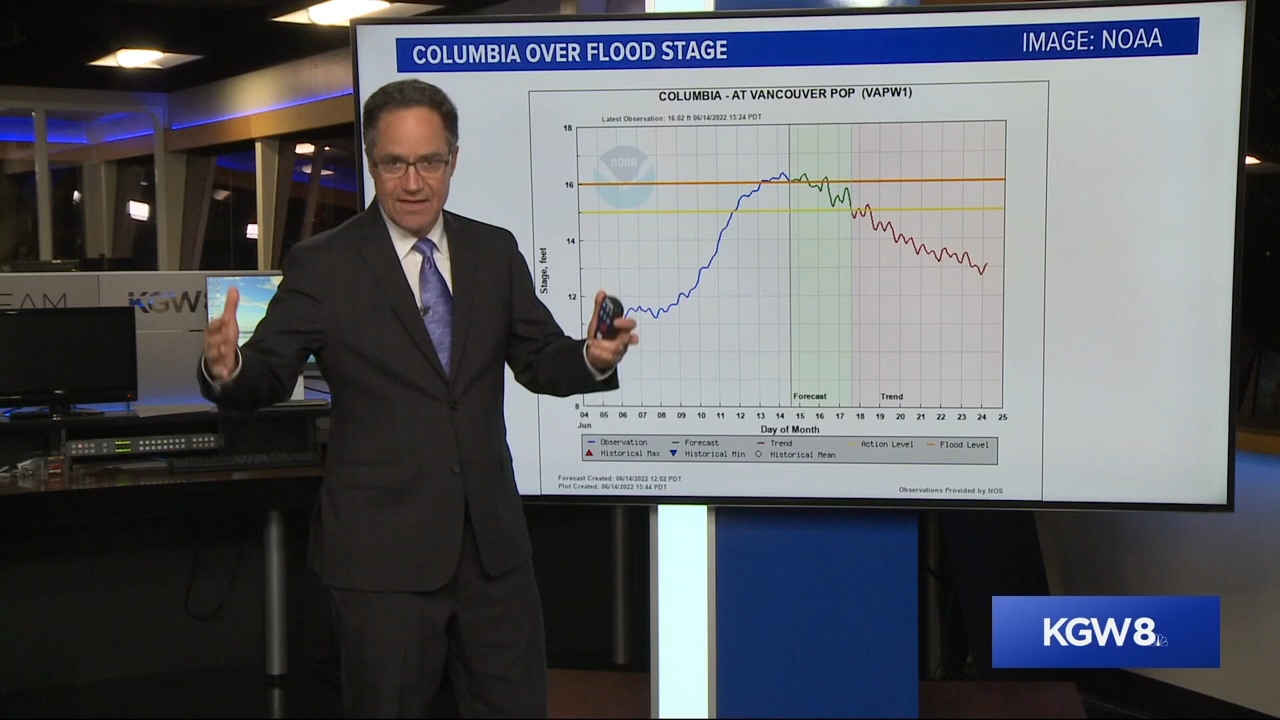 COLUMBIA OVER FLOOD STAGE
IMAGE: NOAA
COLUMBIA - AT VANCOUVER POP (VAPW1)
Latest Observation: 16.02 ft 06/14/2022 15:24 PDT
18
NOAA
16
14
Stage, feet
12
8
Forecast
Trend
04 05 06 07 08 09 10 11 12 13 14 15 16 17 18 19 20 21 22 23 24 25
Jun
Day of Month
Observation Forecast Trend Action Level Flood Level
Historical Max Historical Min Historical Mean
Forecast Created: 06/14/2022 12:02 PDT
Plot Created: 06/14/2022 15:44 PDT
Observations Provided by NOS
EAM
KGW8
KGW8